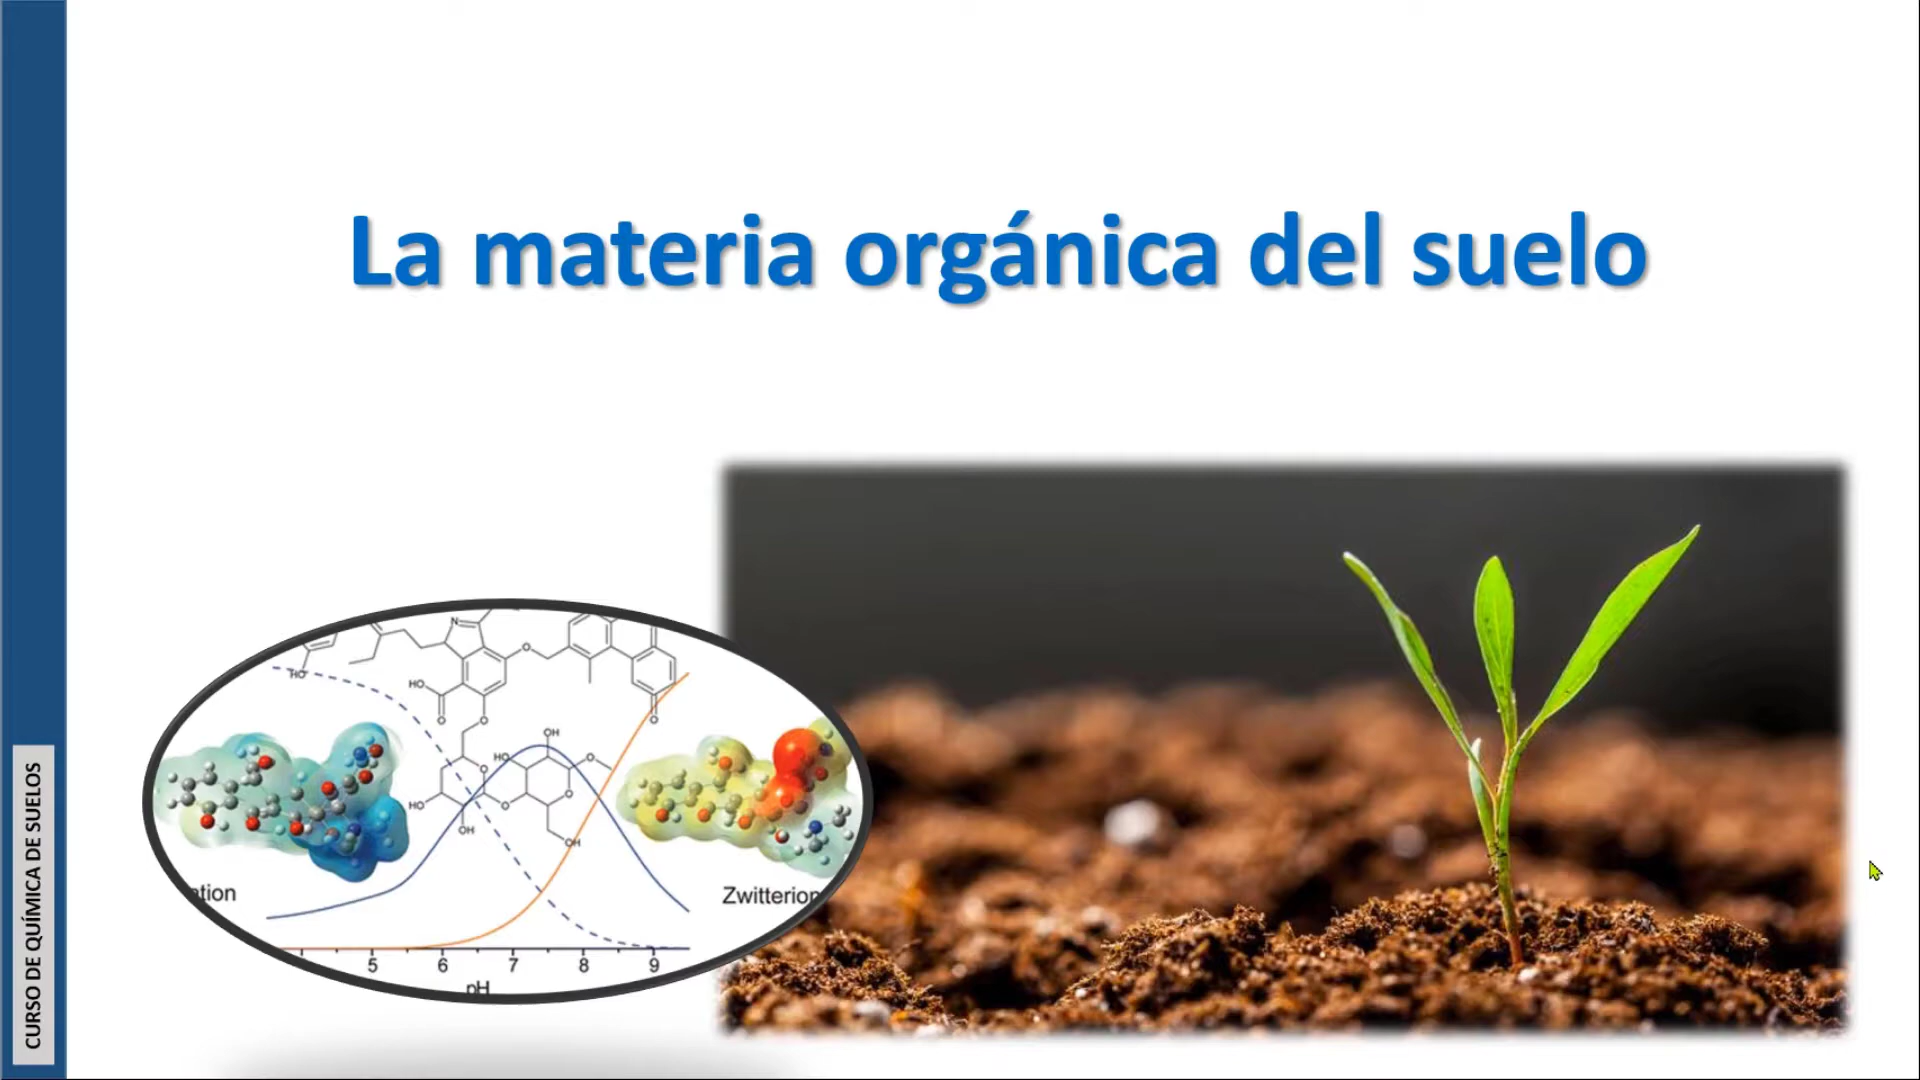 La materia orgánica del suelo
CURSO DE QUÍMICA DE SUELOS
N
HO
O
HO
O
O
O
OH
HO
O
O
HO
O
OH
OH
Zwitterion
5 6 7 8 9
pH